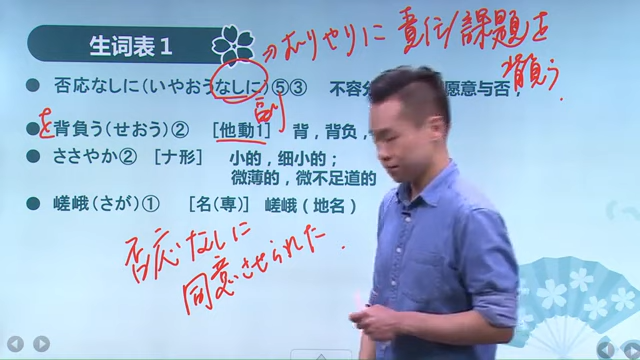 生词表1
⇒むりやりに 責任/課題を
背負う
● 否応なしに（いやおうなしに）⑤③ 不容分 愿意与否，
副
を
● 背負う（せおう）② ［他動1］ 背，背负，
● ささやか② ［ナ形］ 小的，细小的；
微薄的，微不足道的
● 嵯峨（さが）① ［名（専）］ 嵯峨（地名）
否応なしに
同意させられた．